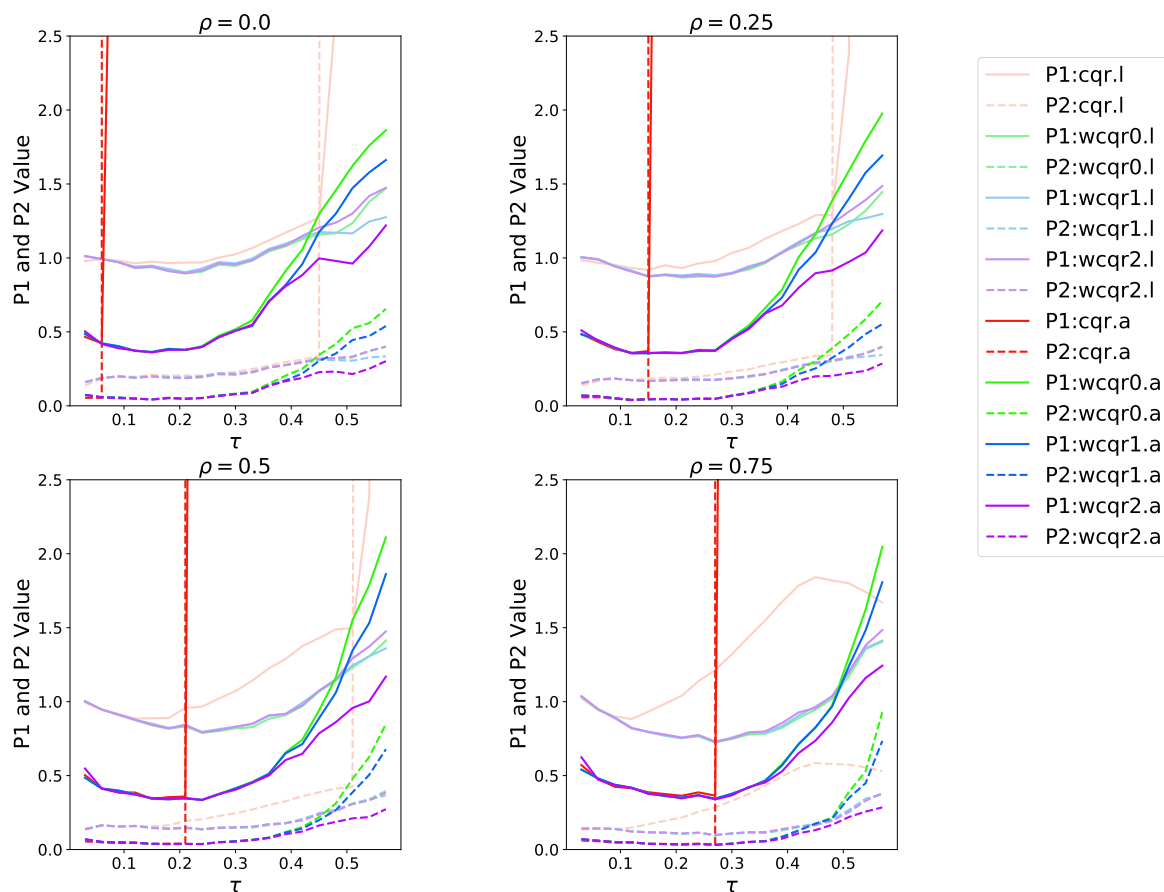 ρ = 0.0
2.5
2.0
1.5
1.0
0.5
0.0
P1 and P2 Value
0.1 0.2 0.3 0.4 0.5
τ
ρ = 0.25
2.5
2.0
1.5
1.0
0.5
0.0
P1 and P2 Value
0.1 0.2 0.3 0.4 0.5
τ
ρ = 0.5
2.5
2.0
1.5
1.0
0.5
0.0
P1 and P2 Value
0.1 0.2 0.3 0.4 0.5
τ
ρ = 0.75
2.5
2.0
1.5
1.0
0.5
0.0
P1 and P2 Value
0.1 0.2 0.3 0.4 0.5
τ
P1:cqr.l
P2:cqr.l
P1:wcqr0.l
P2:wcqr0.l
P1:wcqr1.l
P2:wcqr1.l
P1:wcqr2.l
P2:wcqr2.l
P1:cqr.a
P2:cqr.a
P1:wcqr0.a
P2:wcqr0.a
P1:wcqr1.a
P2:wcqr1.a
P1:wcqr2.a
P2:wcqr2.a